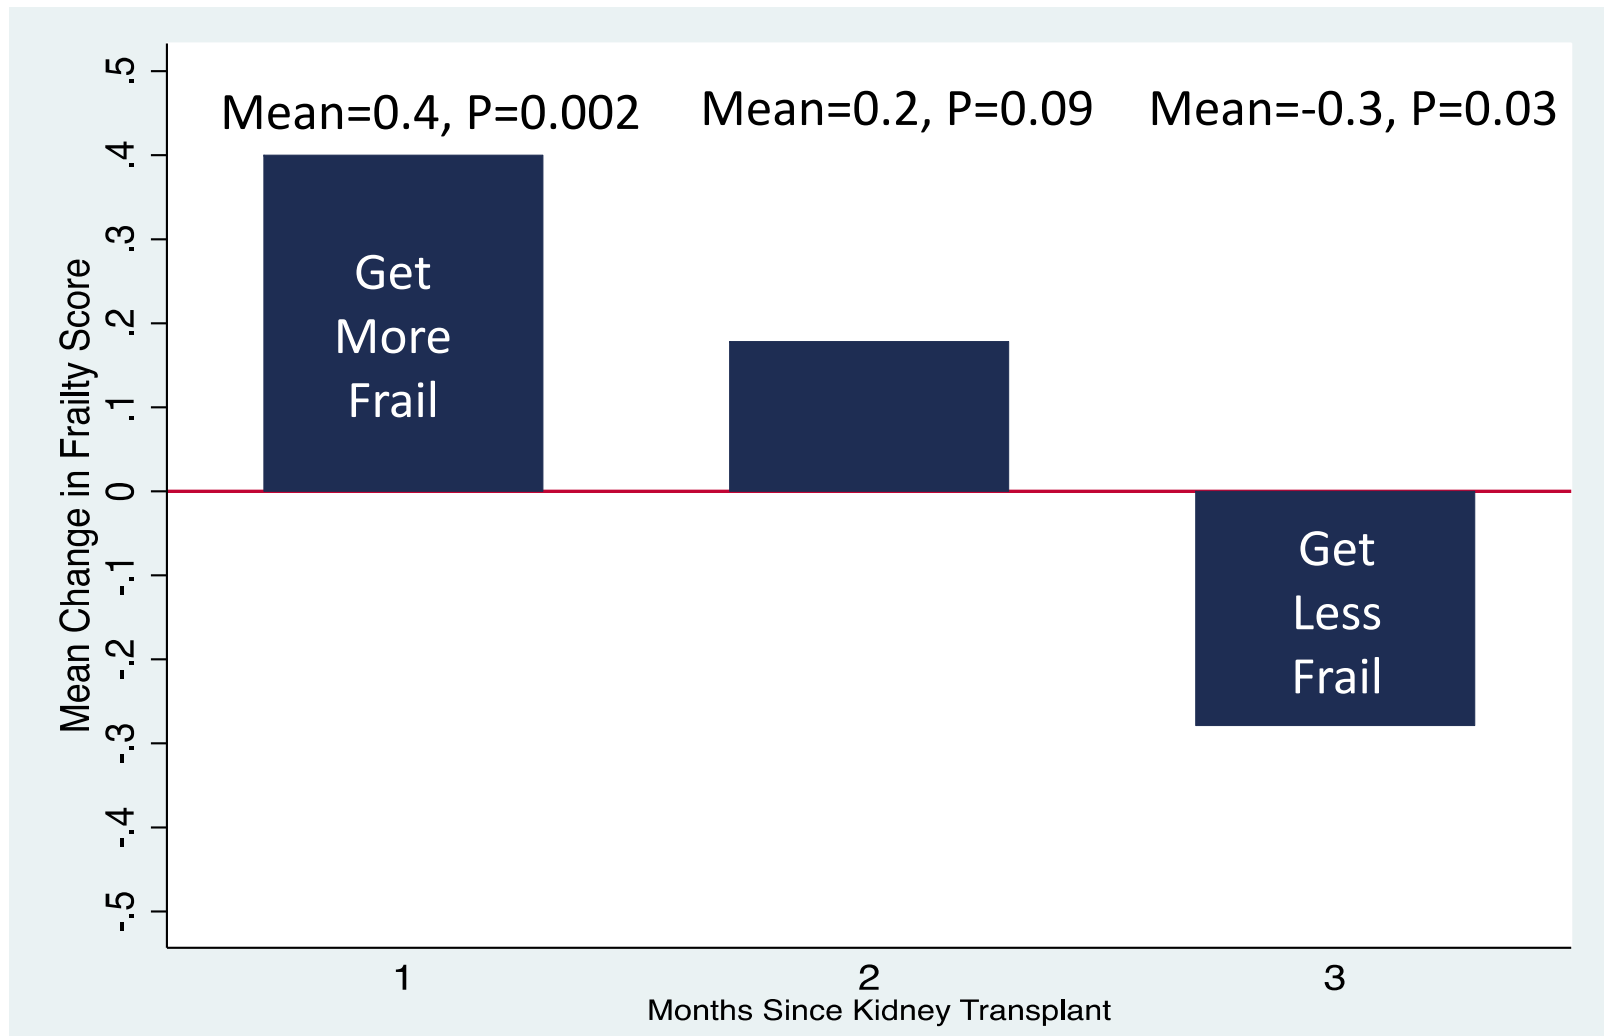 Mean=0.4, P=0.002
Mean=0.2, P=0.09
Mean=-0.3, P=0.03
Mean Change in Frailty Score
.5
.4
.3
.2
.1
0
-.1
-.2
-.3
-.4
-.5
Get
More
Frail
Get
Less
Frail
1
2
3
Months Since Kidney Transplant